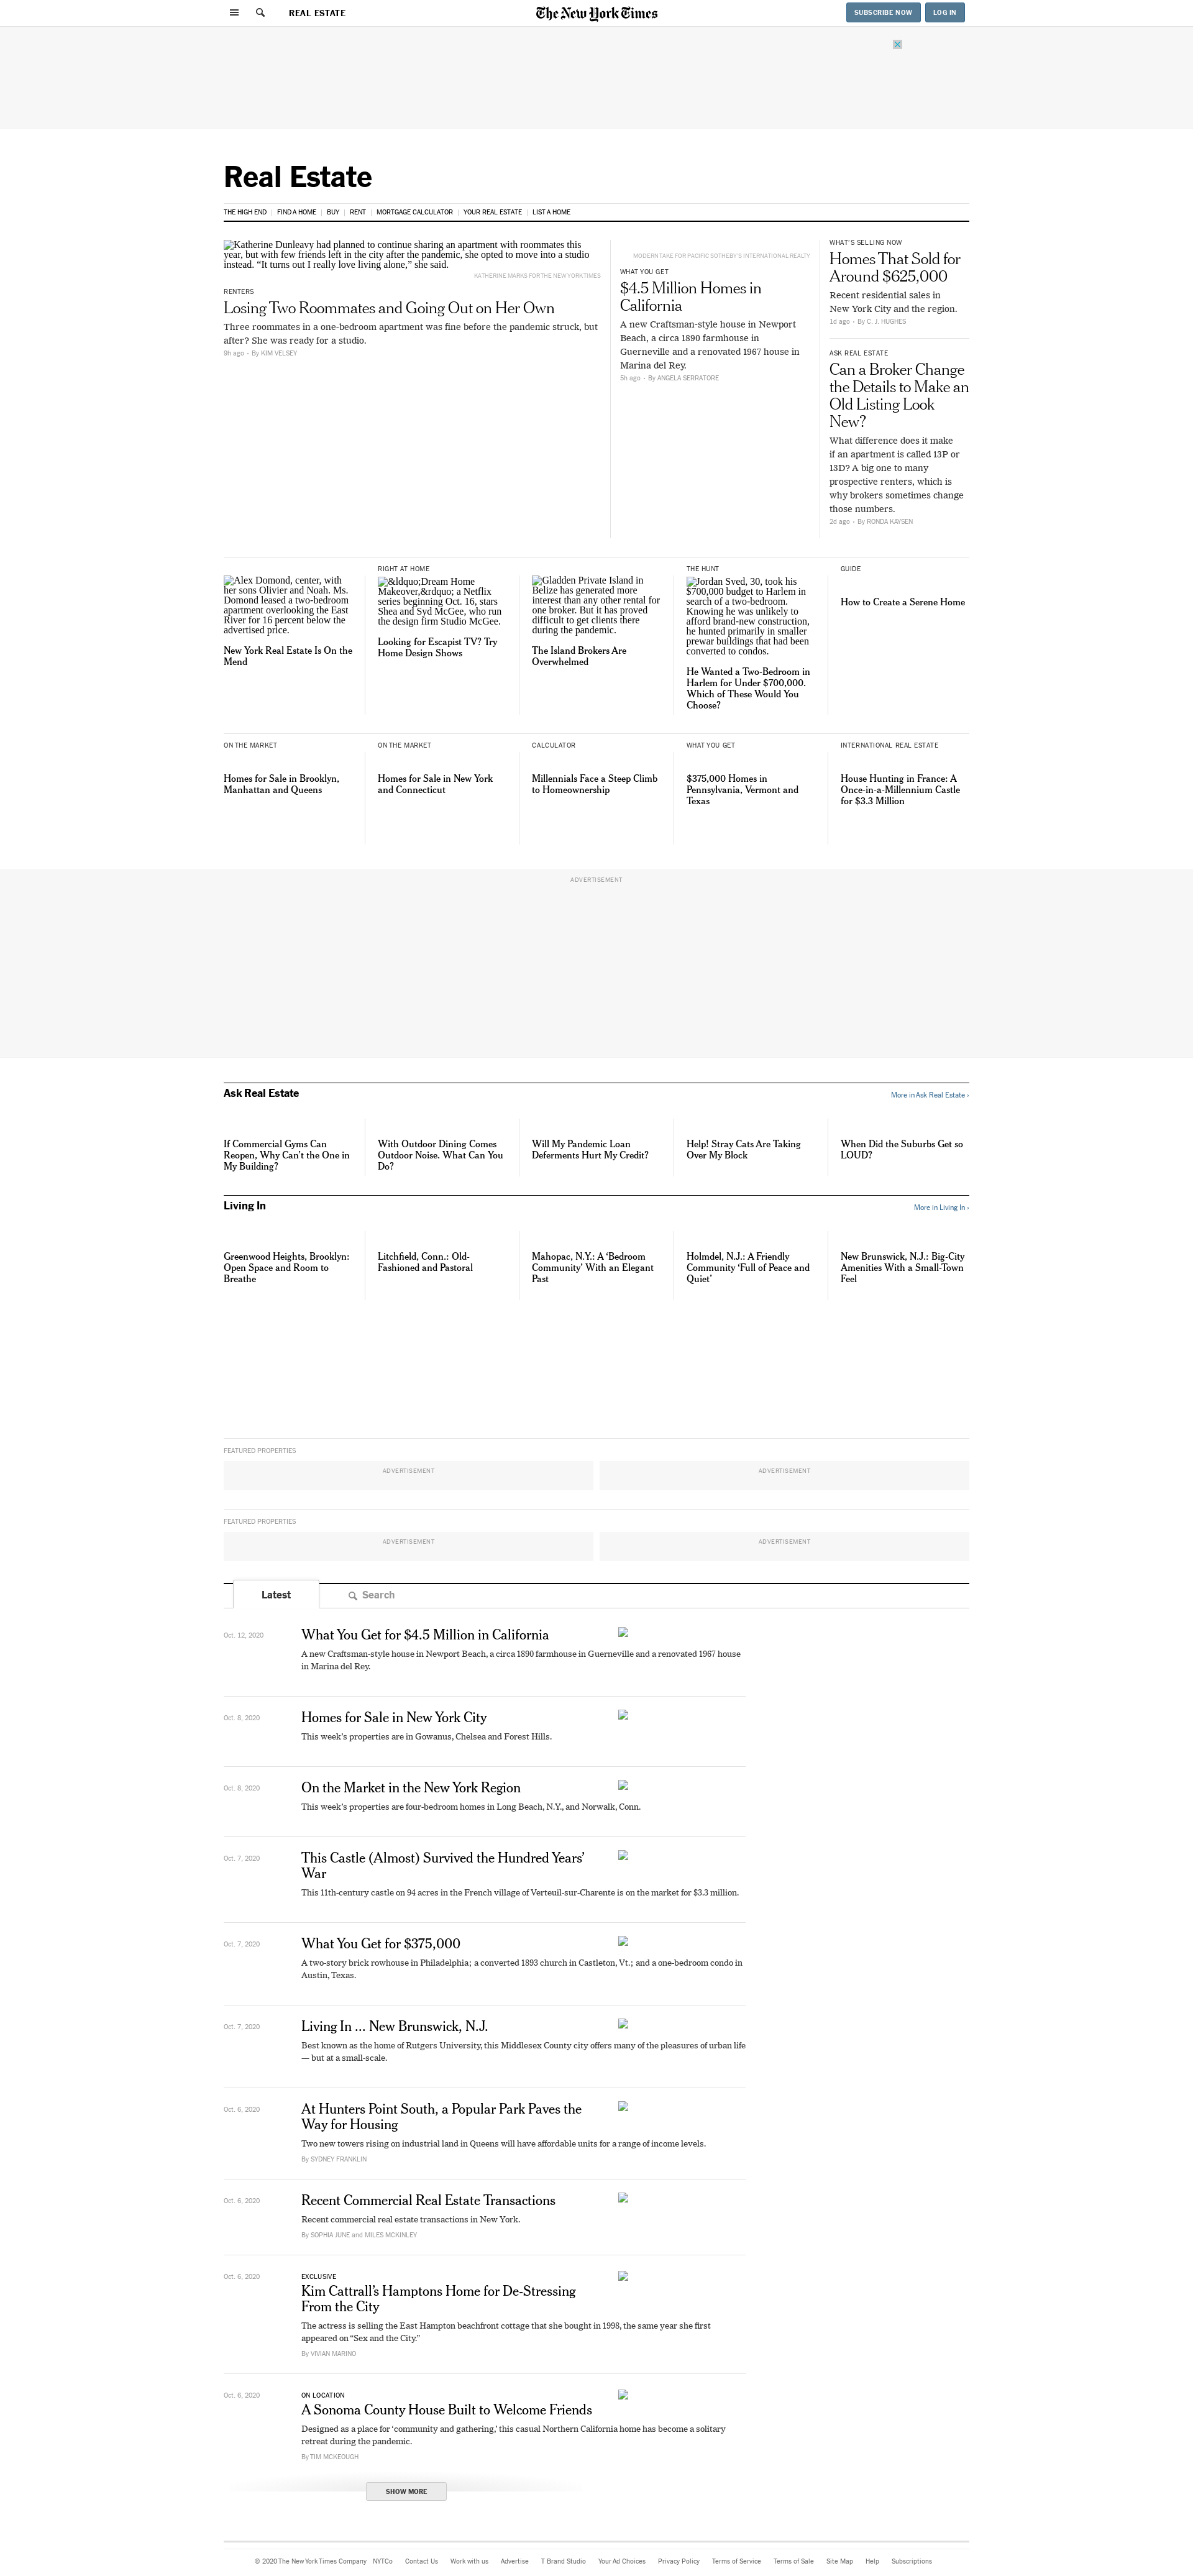 REAL ESTATE
The New York Times
SUBSCRIBE NOW
LOG IN
Real Estate
THE HIGH END
FIND A HOME
BUY
RENT
MORTGAGE CALCULATOR
YOUR REAL ESTATE
LIST A HOME
Katherine Dunleavy had planned to continue sharing an apartment with roommates this
year, but with few friends left in the city after the pandemic, she opted to move into a studio
instead. “It turns out I really love living alone,” she said.
KATHERINE MARKS FOR THE NEW YORK TIMES
RENTERS
Losing Two Roommates and Going Out on Her Own
Three roommates in a one-bedroom apartment was fine before the pandemic struck, but
after? She was ready for a studio.
9h ago • By KIM VELSEY
MODERN TAKE FOR PACIFIC SOTHEBY'S INTERNATIONAL REALTY
WHAT YOU GET
$4.5 Million Homes in
California
A new Craftsman-style house in Newport
Beach, a circa 1890 farmhouse in
Guerneville and a renovated 1967 house in
Marina del Rey.
5h ago • By ANGELA SERRATORE
WHAT'S SELLING NOW
Homes That Sold for
Around $625,000
Recent residential sales in
New York City and the region.
1d ago • By C. J. HUGHES
ASK REAL ESTATE
Can a Broker Change
the Details to Make an
Old Listing Look
New?
What difference does it make
if an apartment is called 13P or
13D? A big one to many
prospective renters, which is
why brokers sometimes change
those numbers.
2d ago • By RONDA KAYSEN
Alex Domond, center, with
her sons Olivier and Noah. Ms.
Domond leased a two-bedroom
apartment overlooking the East
River for 16 percent below the
advertised price.
New York Real Estate Is On the
Mend
RIGHT AT HOME
&ldquo;Dream Home
Makeover,&rdquo; a Netflix
series beginning Oct. 16, stars
Shea and Syd McGee, who run
the design firm Studio McGee.
Looking for Escapist TV? Try
Home Design Shows
Gladden Private Island in
Belize has generated more
interest than any other rental for
one broker. But it has proved
difficult to get clients there
during the pandemic.
The Island Brokers Are
Overwhelmed
THE HUNT
Jordan Sved, 30, took his
$700,000 budget to Harlem in
search of a two-bedroom.
Knowing he was unlikely to
afford brand-new construction,
he hunted primarily in smaller
prewar buildings that had been
converted to condos.
He Wanted a Two-Bedroom in
Harlem for Under $700,000.
Which of These Would You
Choose?
GUIDE
How to Create a Serene Home
ON THE MARKET
Homes for Sale in Brooklyn,
Manhattan and Queens
ON THE MARKET
Homes for Sale in New York
and Connecticut
CALCULATOR
Millennials Face a Steep Climb
to Homeownership
WHAT YOU GET
$375,000 Homes in
Pennsylvania, Vermont and
Texas
INTERNATIONAL REAL ESTATE
House Hunting in France: A
Once-in-a-Millennium Castle
for $3.3 Million
ADVERTISEMENT
Ask Real Estate
More in Ask Real Estate ›
If Commercial Gyms Can
Reopen, Why Can’t the One in
My Building?
With Outdoor Dining Comes
Outdoor Noise. What Can You
Do?
Will My Pandemic Loan
Deferments Hurt My Credit?
Help! Stray Cats Are Taking
Over My Block
When Did the Suburbs Get so
LOUD?
Living In
More in Living In ›
Greenwood Heights, Brooklyn:
Open Space and Room to
Breathe
Litchfield, Conn.: Old-
Fashioned and Pastoral
Mahopac, N.Y.: A ‘Bedroom
Community’ With an Elegant
Past
Holmdel, N.J.: A Friendly
Community ‘Full of Peace and
Quiet’
New Brunswick, N.J.: Big-City
Amenities With a Small-Town
Feel
FEATURED PROPERTIES
ADVERTISEMENT
ADVERTISEMENT
FEATURED PROPERTIES
ADVERTISEMENT
ADVERTISEMENT
Latest
Search
Oct. 12, 2020
What You Get for $4.5 Million in California
A new Craftsman-style house in Newport Beach, a circa 1890 farmhouse in Guerneville and a renovated 1967 house
in Marina del Rey.
Oct. 8, 2020
Homes for Sale in New York City
This week’s properties are in Gowanus, Chelsea and Forest Hills.
Oct. 8, 2020
On the Market in the New York Region
This week’s properties are four-bedroom homes in Long Beach, N.Y., and Norwalk, Conn.
Oct. 7, 2020
This Castle (Almost) Survived the Hundred Years’
War
This 11th-century castle on 94 acres in the French village of Verteuil-sur-Charente is on the market for $3.3 million.
Oct. 7, 2020
What You Get for $375,000
A two-story brick rowhouse in Philadelphia; a converted 1893 church in Castleton, Vt.; and a one-bedroom condo in
Austin, Texas.
Oct. 7, 2020
Living In ... New Brunswick, N.J.
Best known as the home of Rutgers University, this Middlesex County city offers many of the pleasures of urban life
— but at a small-scale.
Oct. 6, 2020
At Hunters Point South, a Popular Park Paves the
Way for Housing
Two new towers rising on industrial land in Queens will have affordable units for a range of income levels.
By SYDNEY FRANKLIN
Oct. 6, 2020
Recent Commercial Real Estate Transactions
Recent commercial real estate transactions in New York.
By SOPHIA JUNE and MILES MCKINLEY
Oct. 6, 2020
EXCLUSIVE
Kim Cattrall’s Hamptons Home for De-Stressing
From the City
The actress is selling the East Hampton beachfront cottage that she bought in 1998, the same year she first
appeared on “Sex and the City.”
By VIVIAN MARINO
Oct. 6, 2020
ON LOCATION
A Sonoma County House Built to Welcome Friends
Designed as a place for ‘community and gathering,’ this casual Northern California home has become a solitary
retreat during the pandemic.
By TIM MCKEOUGH
SHOW MORE
© 2020 The New York Times Company
NYTCo
Contact Us
Work with us
Advertise
T Brand Studio
Your Ad Choices
Privacy Policy
Terms of Service
Terms of Sale
Site Map
Help
Subscriptions